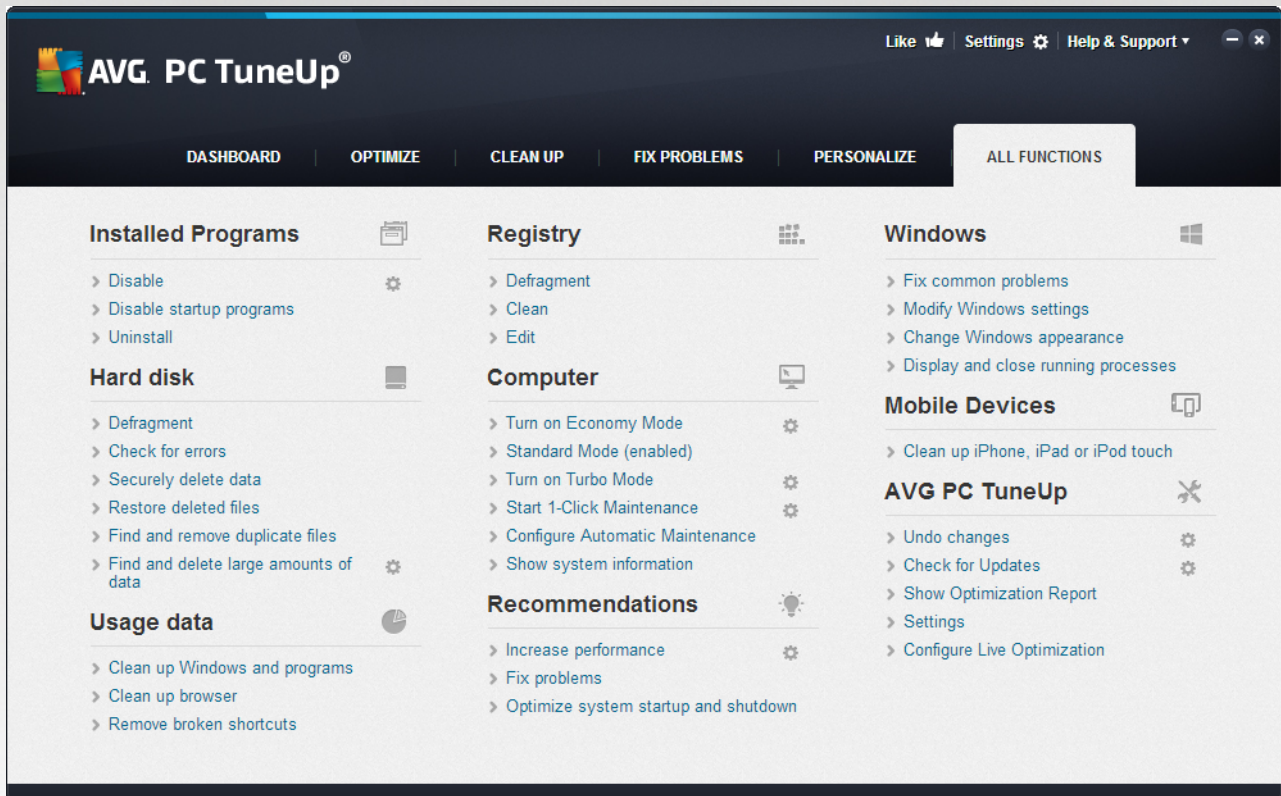 Like | Settings | Help & Support
AVG PC TuneUp®
DASHBOARD | OPTIMIZE | CLEAN UP | FIX PROBLEMS | PERSONALIZE | ALL FUNCTIONS
Installed Programs
Disable
Disable startup programs
Uninstall
Hard disk
Defragment
Check for errors
Securely delete data
Restore deleted files
Find and remove duplicate files
Find and delete large amounts of
data
Usage data
Clean up Windows and programs
Clean up browser
Remove broken shortcuts
Registry
Defragment
Clean
Edit
Computer
Turn on Economy Mode
Standard Mode (enabled)
Turn on Turbo Mode
Start 1-Click Maintenance
Configure Automatic Maintenance
Show system information
Recommendations
Increase performance
Fix problems
Optimize system startup and shutdown
Windows
Fix common problems
Modify Windows settings
Change Windows appearance
Display and close running processes
Mobile Devices
Clean up iPhone, iPad or iPod touch
AVG PC TuneUp
Undo changes
Check for Updates
Show Optimization Report
Settings
Configure Live Optimization